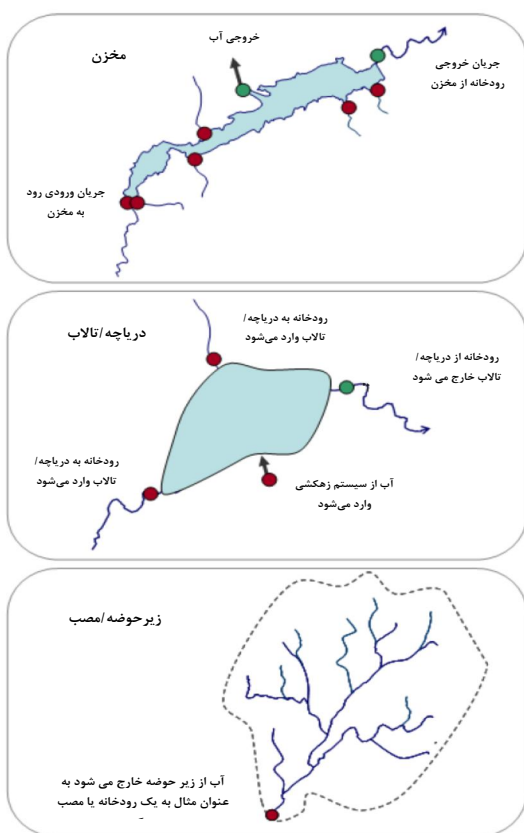 مخزن
خروجی آب
جریان خروجی
رودخانه از مخزن
جریان ورودی رود
به مخزن
دریاچه/تالاب
رودخانه به دریاچه/
تالاب وارد می‌شود
رودخانه از دریاچه/
تالاب خارج می شود
رودخانه به دریاچه/
تالاب وارد می‌شود
آب از سیستم زهکشی
وارد می‌شود
زیرحوضه/مصب
آب از زیر حوضه خارج می شود به
عنوان مثال به یک رودخانه یا مصب